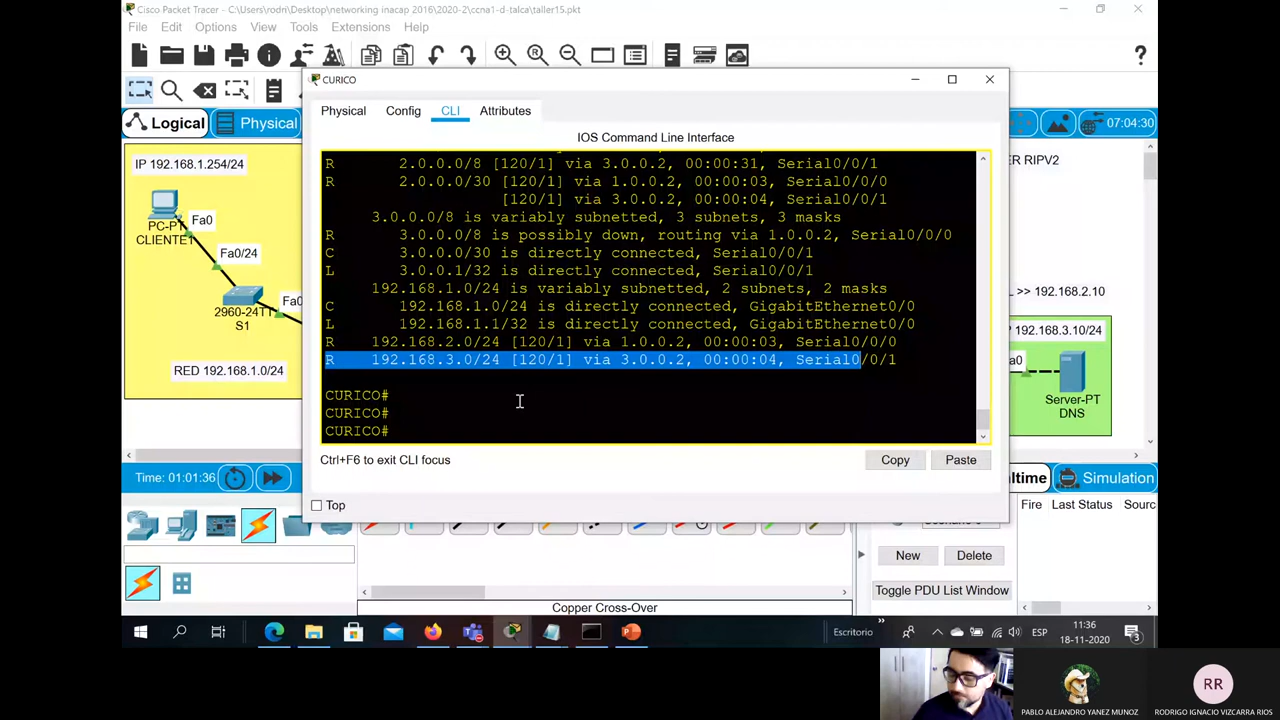 Cisco Packet Tracer - C:\Users\rodri\Desktop\networking inacap 2016\2020-2\ccna1-d-talca\taller15.pkt
File Edit Options View Tools Extensions Help
CURICO
Logical Physical 07:04:30
Physical Config CLI Attributes
IOS Command Line Interface
IP 192.168.1.254/24
PC-PT
CLIENTE1
Fa0
Fa0/24
Fa0
2960-24TT
S1
RED 192.168.1.0/24
R 2.0.0.0/8 [120/1] via 3.0.0.2, 00:00:31, Serial0/0/1
R 2.0.0.0/30 [120/1] via 1.0.0.2, 00:00:03, Serial0/0/0
[120/1] via 3.0.0.2, 00:00:04, Serial0/0/1
3.0.0.0/8 is variably subnetted, 3 subnets, 3 masks
R 3.0.0.0/8 is possibly down, routing via 1.0.0.2, Serial0/0/0
C 3.0.0.0/30 is directly connected, Serial0/0/1
L 3.0.0.1/32 is directly connected, Serial0/0/1
192.168.1.0/24 is variably subnetted, 2 subnets, 2 masks
C 192.168.1.0/24 is directly connected, GigabitEthernet0/0
L 192.168.1.1/32 is directly connected, GigabitEthernet0/0
R 192.168.2.0/24 [120/1] via 1.0.0.2, 00:00:03, Serial0/0/0
R 192.168.3.0/24 [120/1] via 3.0.0.2, 00:00:04, Serial0/0/1
CURICO#
CURICO#
CURICO#
Ctrl+F6 to exit CLI focus
Copy Paste
Top
ER RIPV2
L >> 192.168.2.10
192.168.3.10/24
Server-PT
DNS
Time: 01:01:36
Simulation
Fire Last Status Sourc
New Delete
Toggle PDU List Window
Copper Cross-Over
Escritorio
ESP
11:36
18-11-2020
3
RR
PABLO ALEJANDRO YANEZ MUNOZ
RODRIGO IGNACIO VIZCARRA RIOS